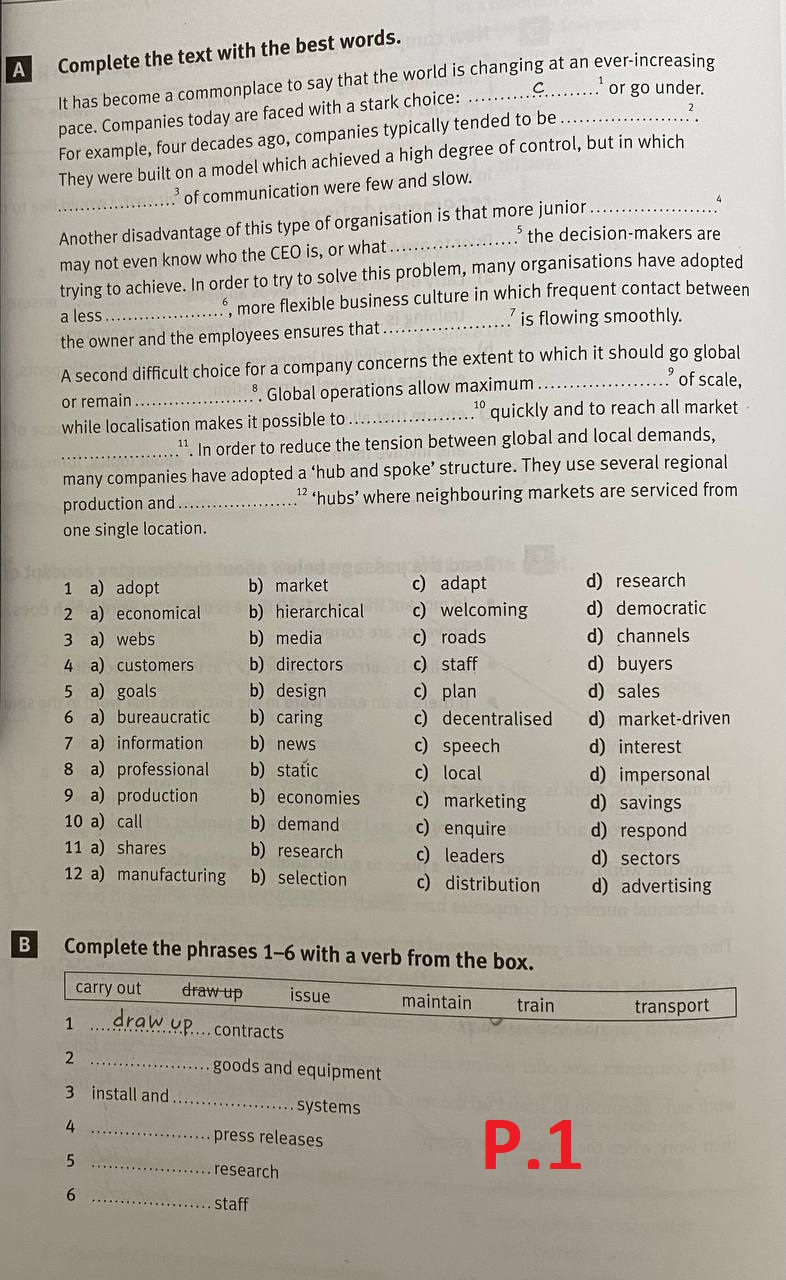 A Complete the text with the best words.
It has become a commonplace to say that the world is changing at an ever-increasing
pace. Companies today are faced with a stark choice: ..........c..........¹ or go under.
For example, four decades ago, companies typically tended to be ....................².
They were built on a model which achieved a high degree of control, but in which
....................³ of communication were few and slow.
Another disadvantage of this type of organisation is that more junior ....................⁴
may not even know who the CEO is, or what ....................⁵ the decision-makers are
trying to achieve. In order to try to solve this problem, many organisations have adopted
a less ....................⁶, more flexible business culture in which frequent contact between
the owner and the employees ensures that ....................⁷ is flowing smoothly.
A second difficult choice for a company concerns the extent to which it should go global
or remain ....................⁸. Global operations allow maximum ....................⁹ of scale,
while localisation makes it possible to ....................¹⁰ quickly and to reach all market
....................¹¹. In order to reduce the tension between global and local demands,
many companies have adopted a ‘hub and spoke’ structure. They use several regional
production and ....................¹² ‘hubs’ where neighbouring markets are serviced from
one single location.
1 a) adopt b) market c) adapt d) research
2 a) economical b) hierarchical c) welcoming d) democratic
3 a) webs b) media c) roads d) channels
4 a) customers b) directors c) staff d) buyers
5 a) goals b) design c) plan d) sales
6 a) bureaucratic b) caring c) decentralised d) market-driven
7 a) information b) news c) speech d) interest
8 a) professional b) static c) local d) impersonal
9 a) production b) economies c) marketing d) savings
10 a) call b) demand c) enquire d) respond
11 a) shares b) research c) leaders d) sectors
12 a) manufacturing b) selection c) distribution d) advertising
B Complete the phrases 1–6 with a verb from the box.
carry out draw up issue maintain train transport
1 ....draw up.... contracts
2 .................... goods and equipment
3 install and .................... systems
4 .................... press releases
5 .................... research
6 .................... staff
P.1